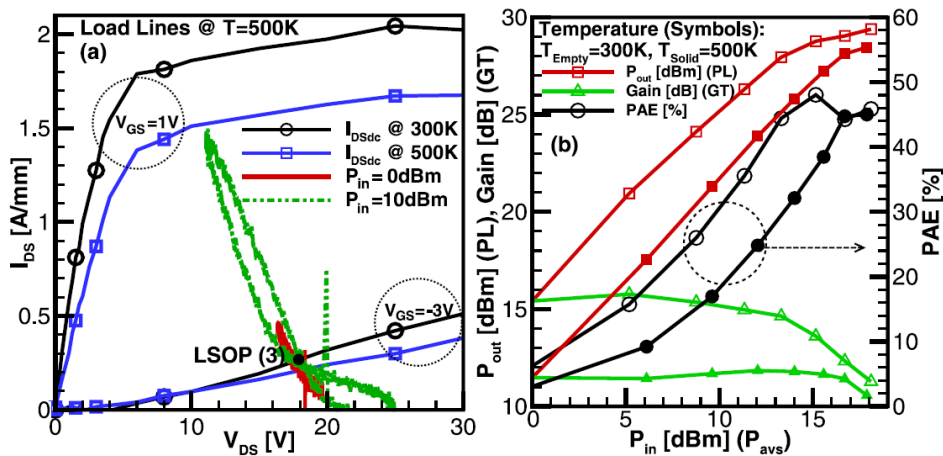 Load Lines @ T=500K
(a)
V_GS=1V
I_DSdc @ 300K
I_DSdc @ 500K
P_in = 0dBm
P_in=10dBm
V_GS=-3V
LSOP (3)
I_DS [A/mm]
2
1.5
1
0.5
0
0 10 20 30
V_DS [V]
Temperature (Symbols):
T_Empty=300K, T_Solid=500K
P_out [dBm] (PL)
Gain [dB] (GT)
PAE [%]
(b)
P_out [dBm] (PL), Gain [dB] (GT)
30
25
20
15
10
0 5 10 15
P_in [dBm] (P_avs)
60
50
40
30
20
10
0
PAE [%]